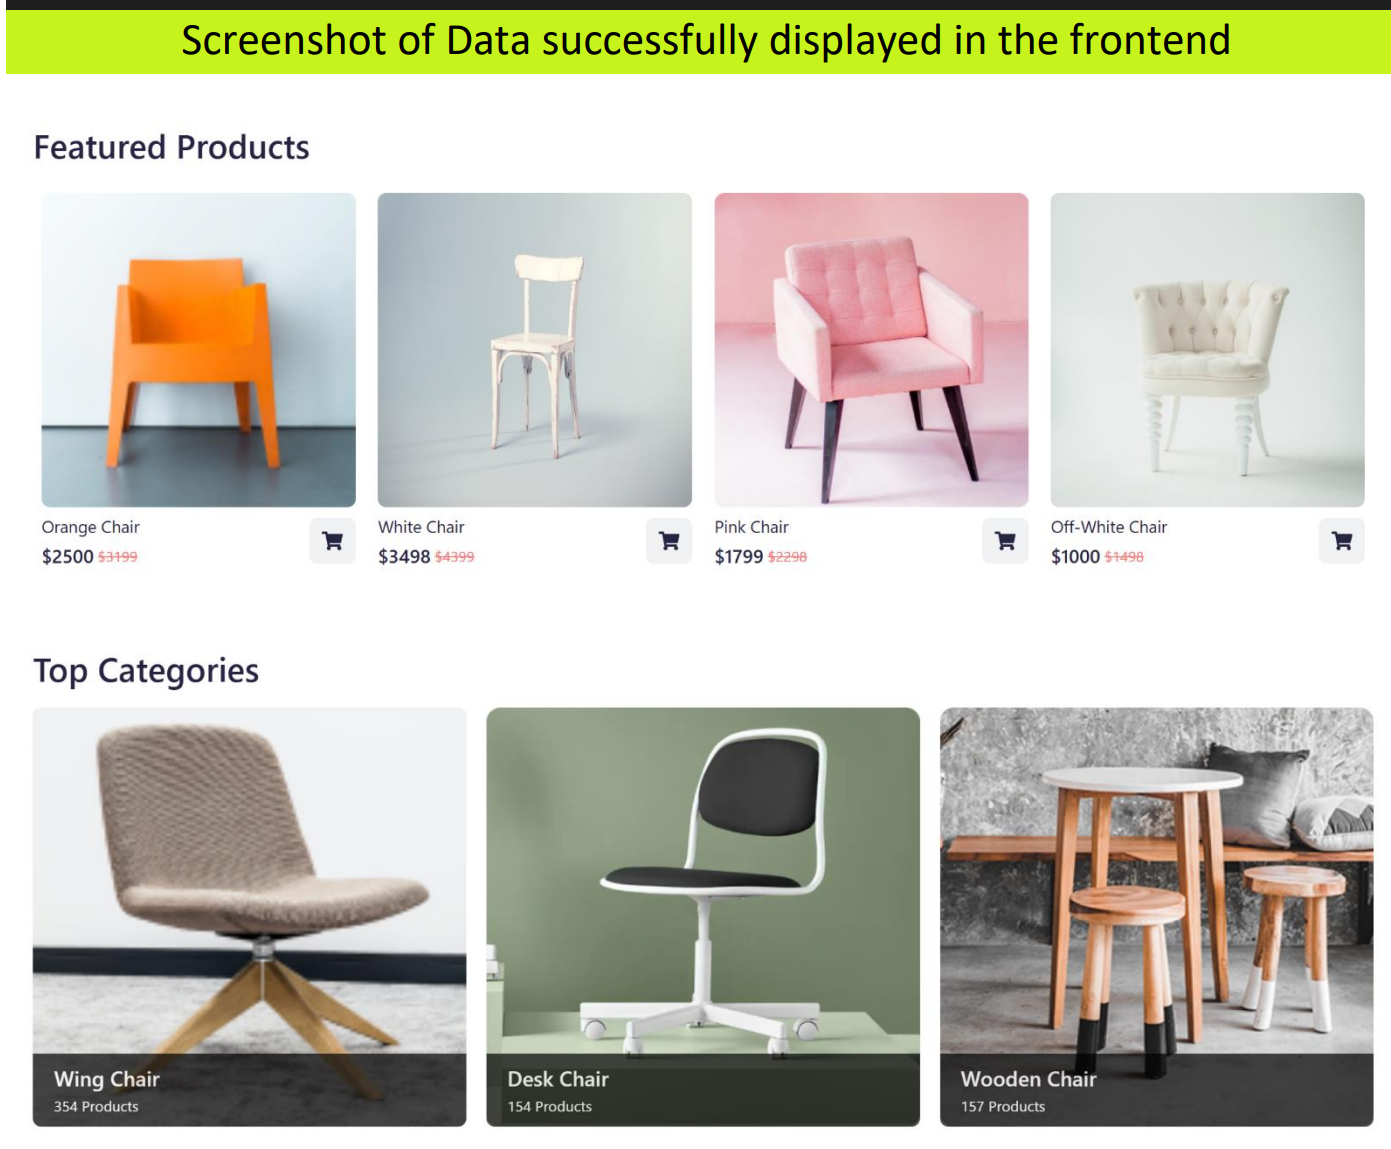 Screenshot of Data successfully displayed in the frontend
Featured Products
Orange Chair
$2500 $3199
White Chair
$3498 $4399
Pink Chair
$1799 $2298
Off-White Chair
$1000 $1498
Top Categories
Wing Chair
354 Products
Desk Chair
154 Products
Wooden Chair
157 Products